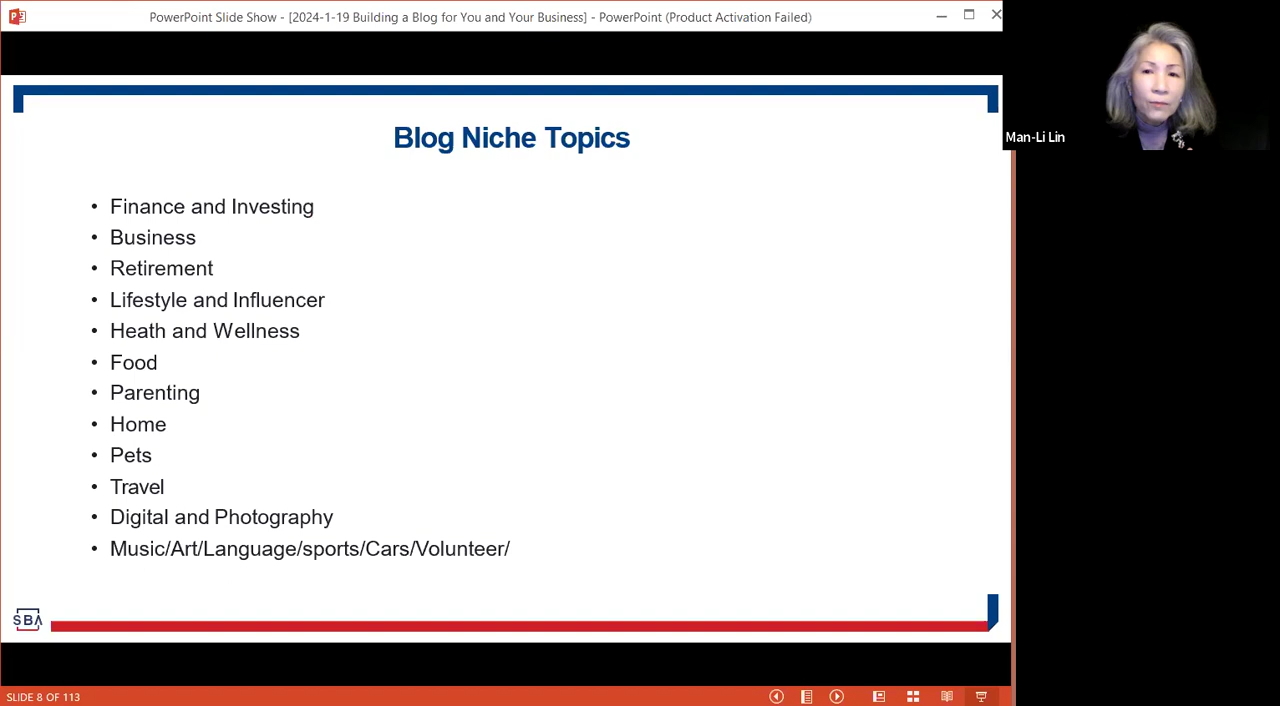 PowerPoint Slide Show - [2024-1-19 Building a Blog for You and Your Business] - PowerPoint (Product Activation Failed)
Man-Li Lin
Blog Niche Topics
• Finance and Investing
• Business
• Retirement
• Lifestyle and Influencer
• Heath and Wellness
• Food
• Parenting
• Home
• Pets
• Travel
• Digital and Photography
• Music/Art/Language/sports/Cars/Volunteer/
SBA
SLIDE 8 OF 113